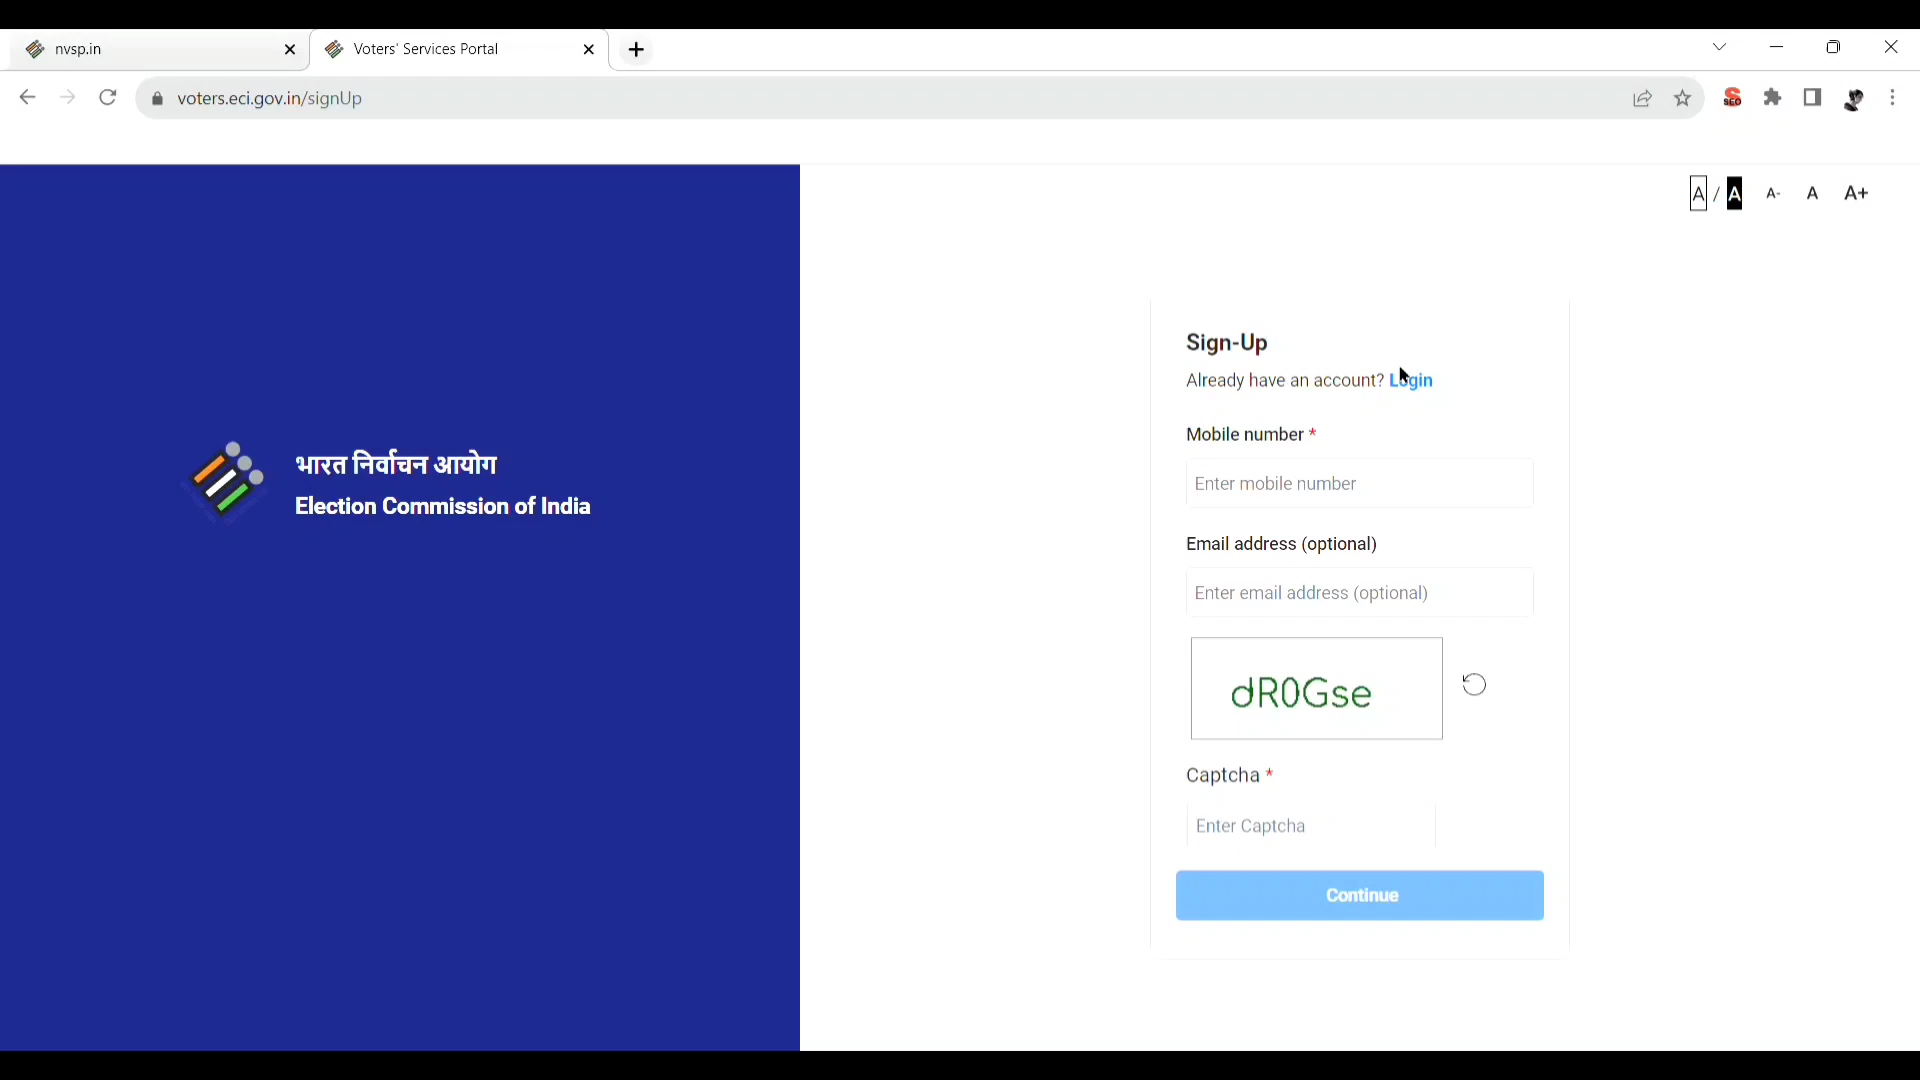 nvsp.in
Voters' Services Portal
voters.eci.gov.in/signUp
SEO
A / A A- A A+
भारत निर्वाचन आयोग
Election Commission of India
Sign-Up
Already have an account? Login
Mobile number *
Enter mobile number
Email address (optional)
Enter email address (optional)
dR0Gse
Captcha *
Enter Captcha
Continue